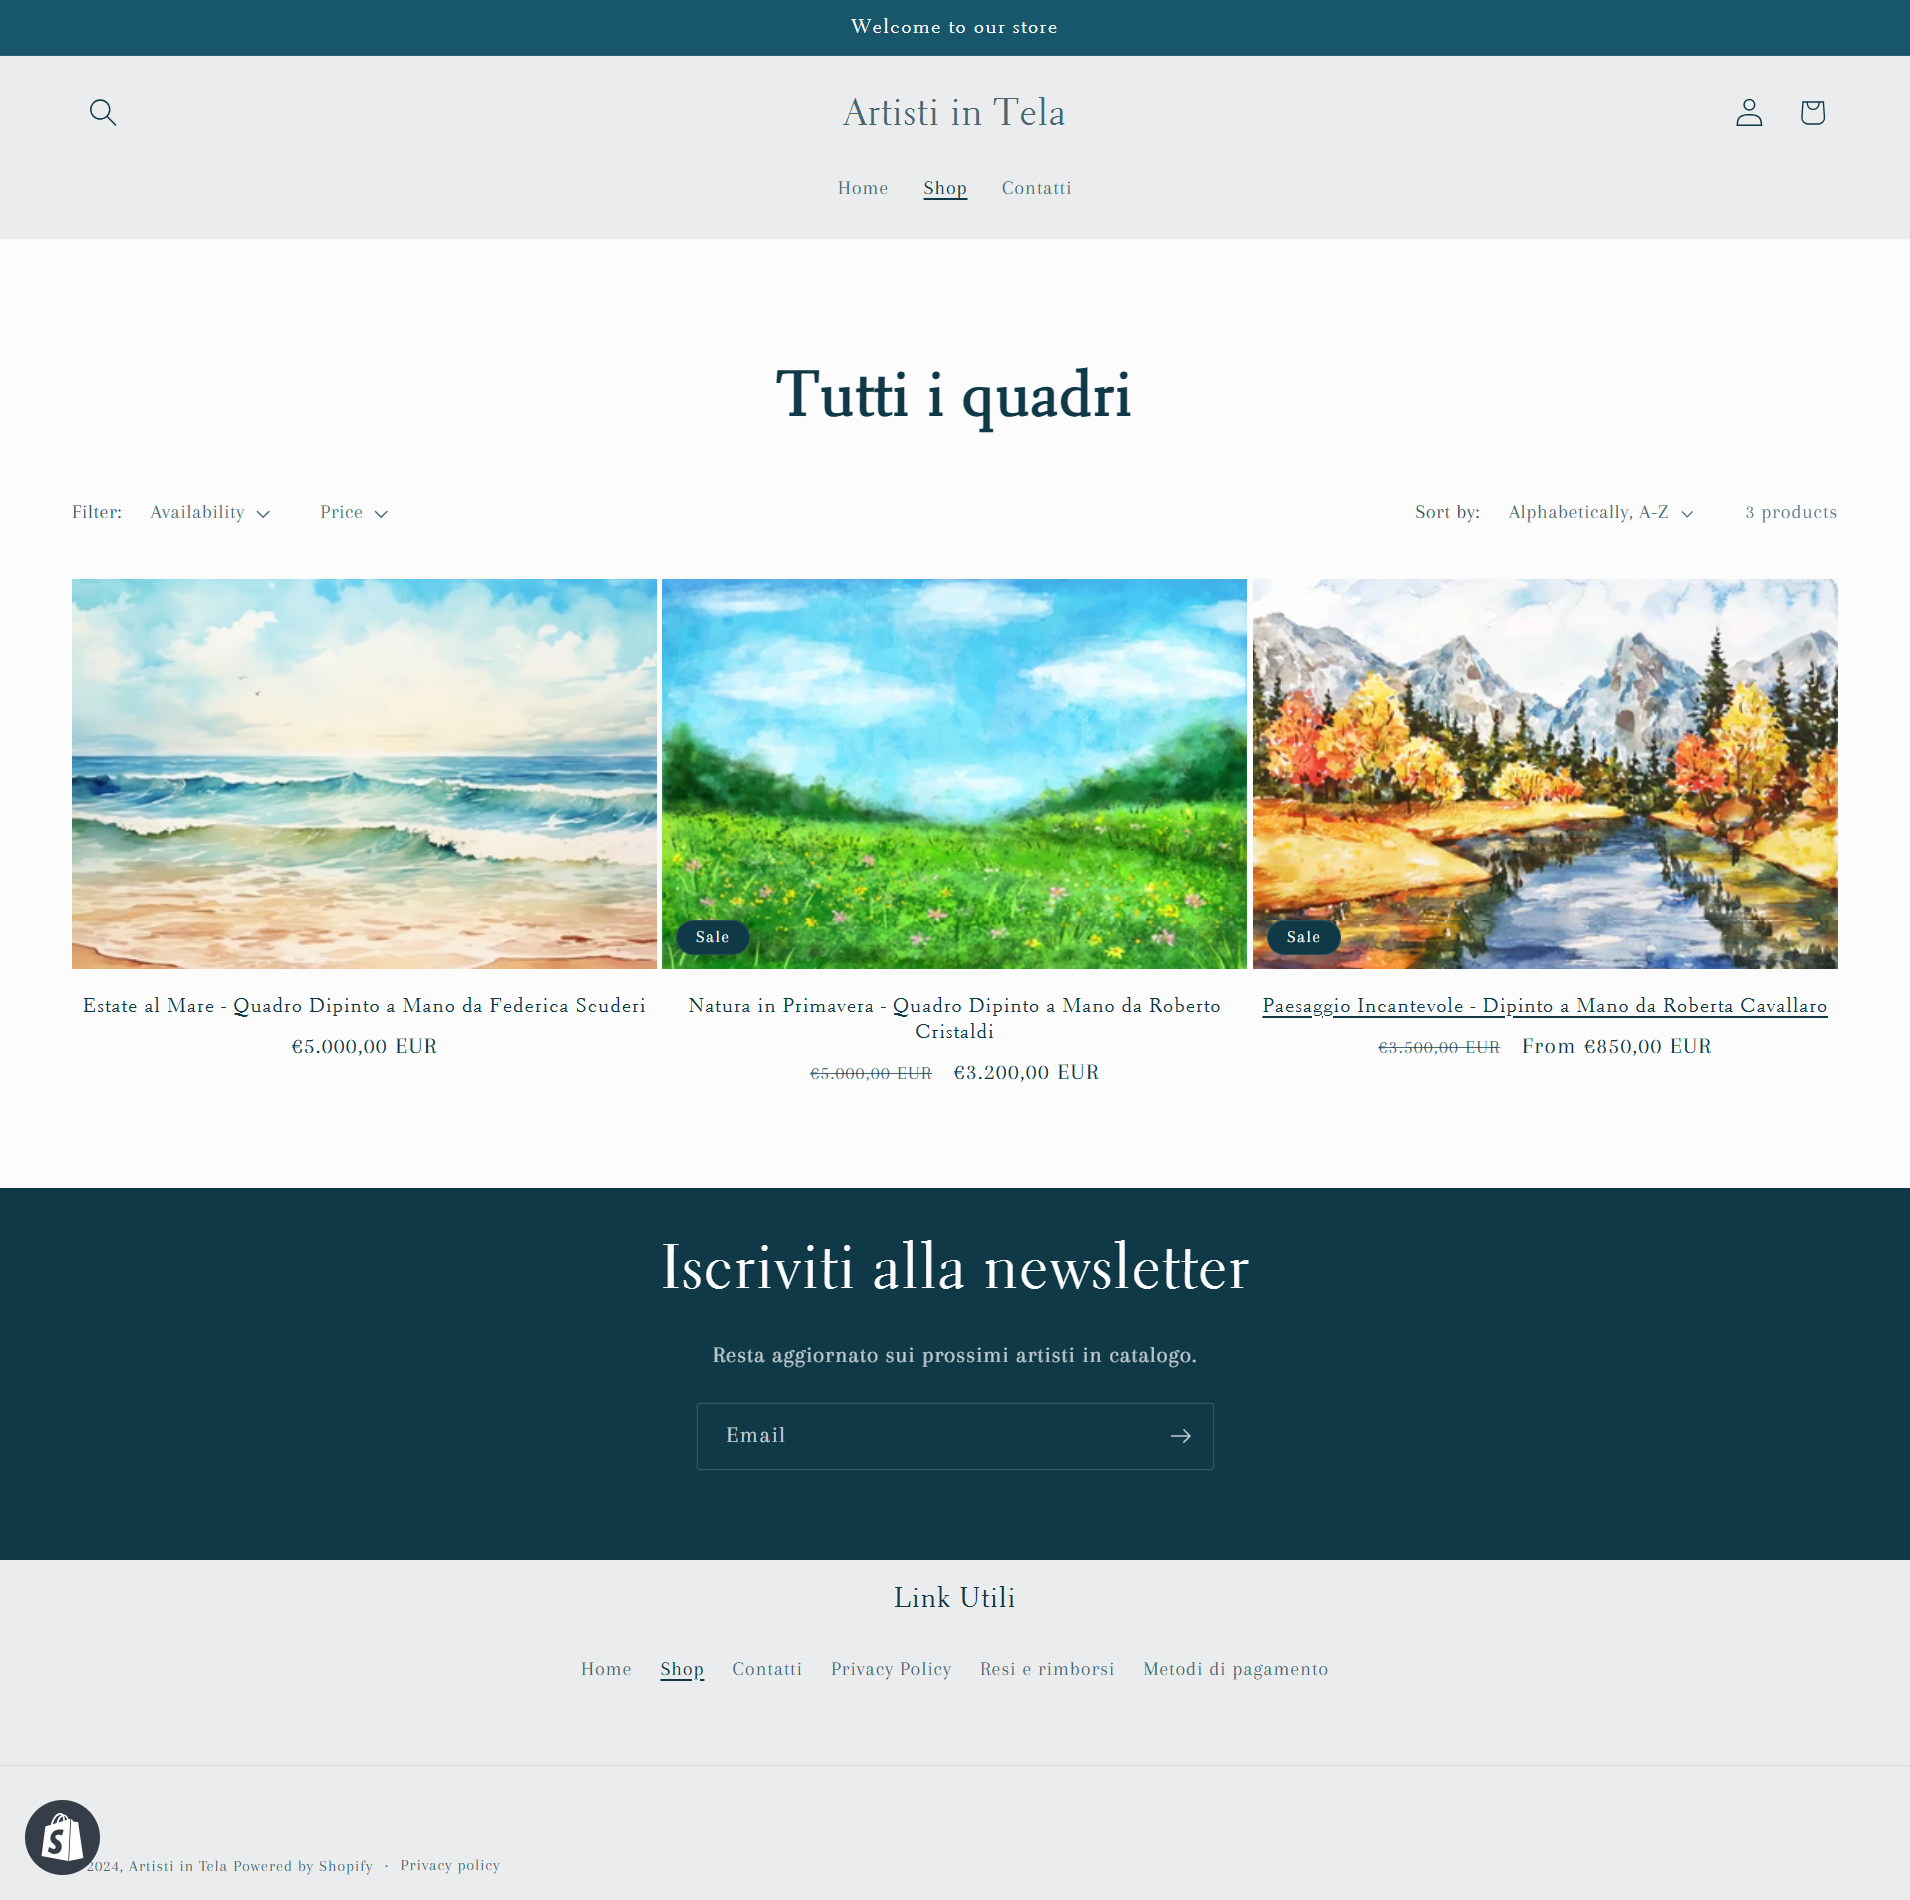 Welcome to our store
Artisti in Tela
Home Shop Contatti
Tutti i quadri
Filter: Availability Price Sort by: Alphabetically, A-Z 3 products
Sale
Sale
Estate al Mare - Quadro Dipinto a Mano da Federica Scuderi
€5.000,00 EUR
Natura in Primavera - Quadro Dipinto a Mano da Roberto
Cristaldi
€5.000,00 EUR €3.200,00 EUR
Paesaggio Incantevole - Dipinto a Mano da Roberta Cavallaro
€3.500,00 EUR From €850,00 EUR
Iscriviti alla newsletter
Resta aggiornato sui prossimi artisti in catalogo.
Email
Link Utili
Home Shop Contatti Privacy Policy Resi e rimborsi Metodi di pagamento
S
2024, Artisti in Tela Powered by Shopify · Privacy policy